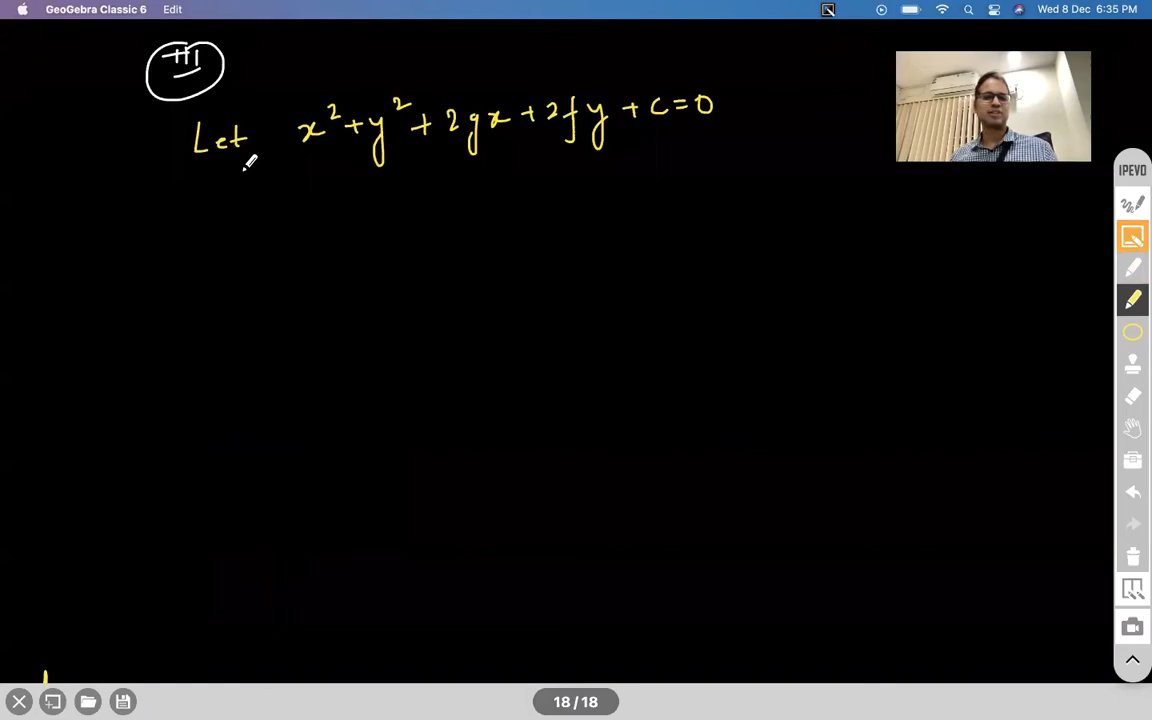 GeoGebra Classic 6 Edit Wed 8 Dec 6:35 PM
III
Let x² + y² + 2gx + 2fy + c = 0
IPEVO
18 / 18